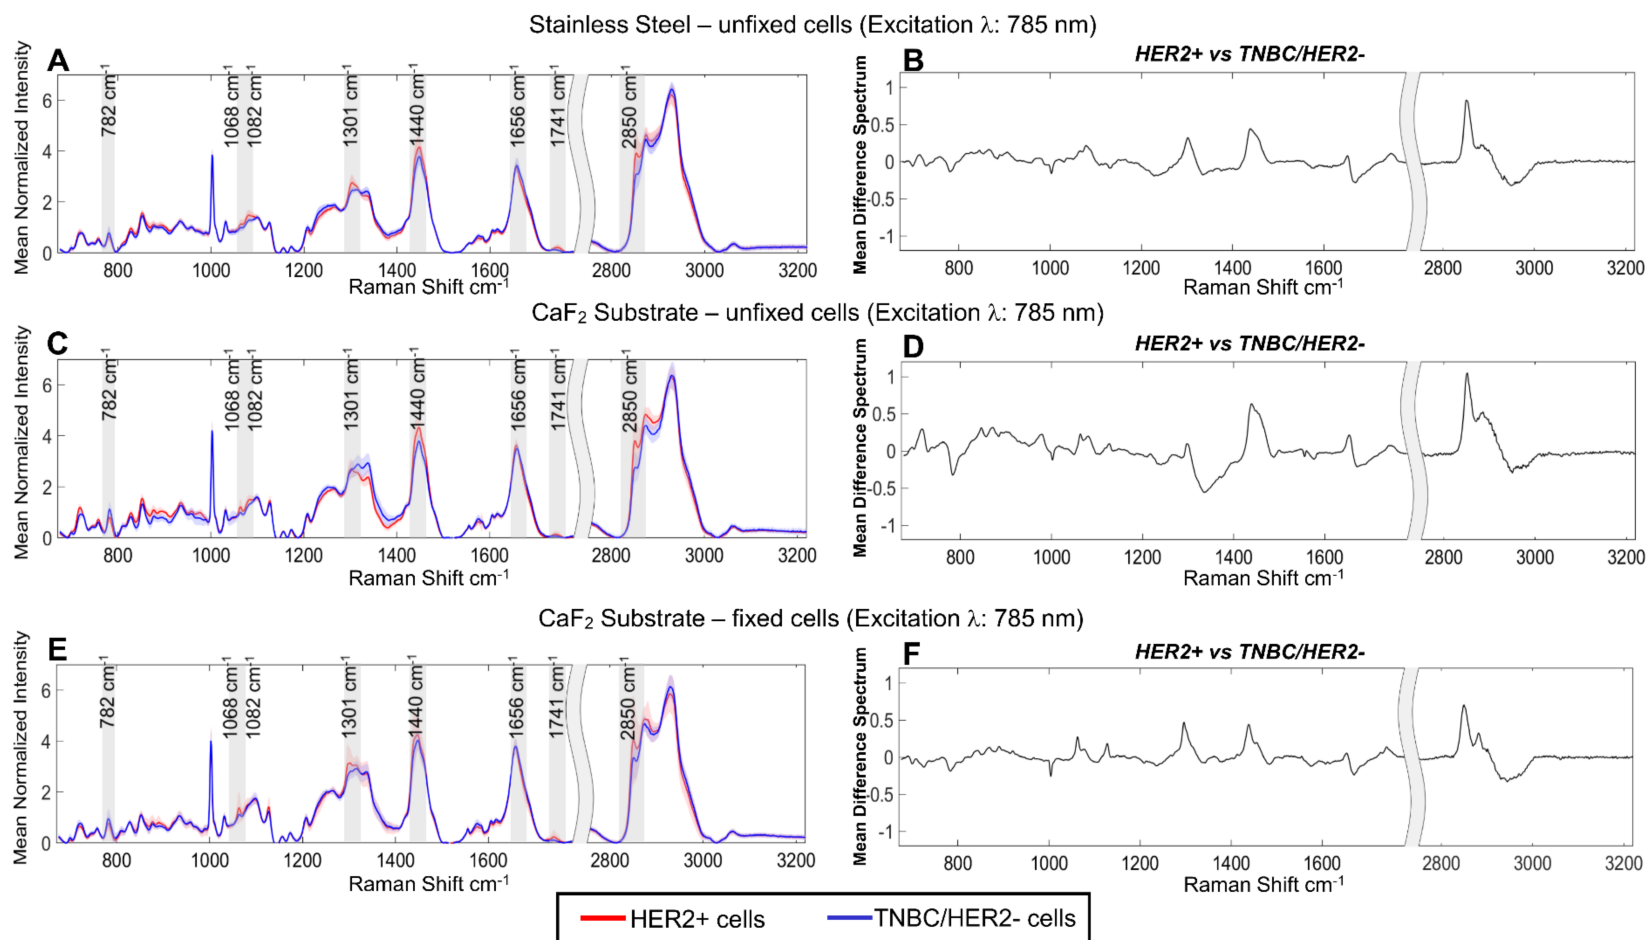 Stainless Steel – unfixed cells (Excitation λ: 785 nm)
A
Mean Normalized Intensity
6
4
2
0
782 cm-1
1068 cm-1
1082 cm-1
1301 cm-1
1440 cm-1
1656 cm-1
1741 cm-1
2850 cm-1
800 1000 1200 1400 1600 2800 3000 3200
Raman Shift cm-1
B
HER2+ vs TNBC/HER2-
Mean Difference Spectrum
1
0.5
0
-0.5
-1
800 1000 1200 1400 1600 2800 3000 3200
Raman Shift cm-1
CaF2 Substrate – unfixed cells (Excitation λ: 785 nm)
C
Mean Normalized Intensity
6
4
2
0
782 cm-1
1068 cm-1
1082 cm-1
1301 cm-1
1440 cm-1
1656 cm-1
1741 cm-1
2850 cm-1
800 1000 1200 1400 1600 2800 3000 3200
Raman Shift cm-1
D
HER2+ vs TNBC/HER2-
Mean Difference Spectrum
1
0.5
0
-0.5
-1
800 1000 1200 1400 1600 2800 3000 3200
Raman Shift cm-1
CaF2 Substrate – fixed cells (Excitation λ: 785 nm)
E
Mean Normalized Intensity
6
4
2
0
782 cm-1
1068 cm-1
1082 cm-1
1301 cm-1
1440 cm-1
1656 cm-1
1741 cm-1
2850 cm-1
800 1000 1200 1400 1600 2800 3000 3200
Raman Shift cm-1
F
HER2+ vs TNBC/HER2-
Mean Difference Spectrum
1
0.5
0
-0.5
-1
800 1000 1200 1400 1600 2800 3000 3200
Raman Shift cm-1
HER2+ cells
TNBC/HER2- cells